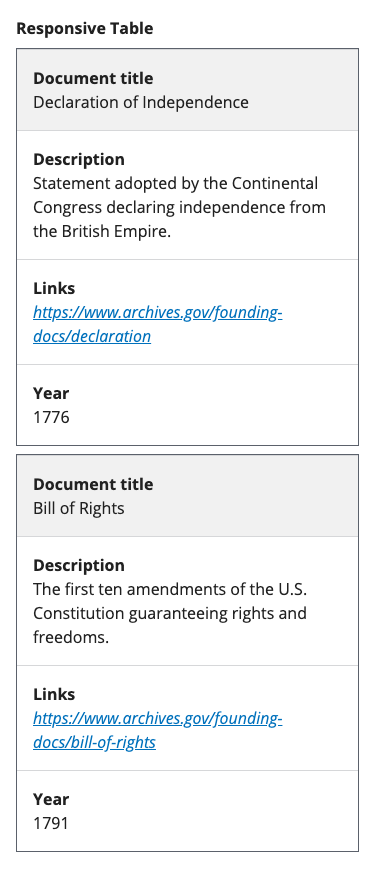 Responsive Table
Document title
Declaration of Independence
Description
Statement adopted by the Continental
Congress declaring independence from
the British Empire.
Links
https://www.archives.gov/founding-
docs/declaration
Year
1776
Document title
Bill of Rights
Description
The first ten amendments of the U.S.
Constitution guaranteeing rights and
freedoms.
Links
https://www.archives.gov/founding-
docs/bill-of-rights
Year
1791